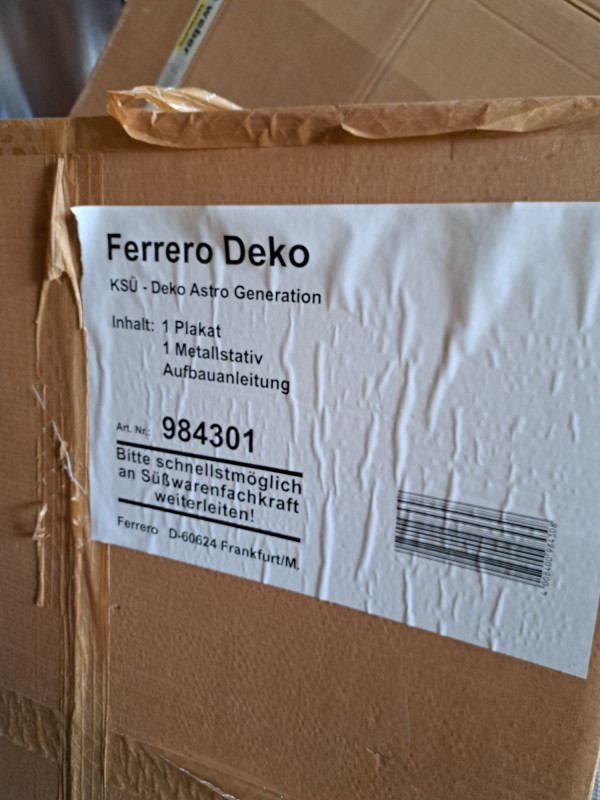 weber
Ferrero Deko
KSÜ - Deko Astro Generation
Inhalt: 1 Plakat
1 Metallstativ
Aufbauanleitung
Art. Nr.: 984301
Bitte schnellstmöglich
an Süßwarenfachkraft
weiterleiten!
Ferrero D-60624 Frankfurt/M.